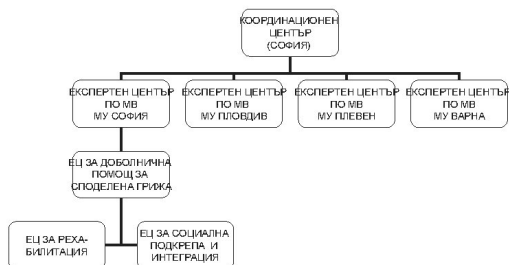 КООРДИНАЦИОНЕН
ЦЕНТЪР
(СОФИЯ)
ЕКСПЕРТЕН ЦЕНТЪР
ПО МВ
МУ СОФИЯ
ЕКСПЕРТЕН ЦЕНТЪР
ПО МВ
МУ ПЛОВДИВ
ЕКСПЕРТЕН ЦЕНТЪР
ПО МВ
МУ ПЛЕВЕН
ЕКСПЕРТЕН ЦЕНТЪР
ПО МВ
МУ ВАРНА
ЕЦ ЗА ДОБОЛНИЧНА
ПОМОЩ ЗА
СПОДЕЛЕНА ГРИЖА
ЕЦ ЗА РЕХА-
БИЛИТАЦИЯ
ЕЦ ЗА СОЦИАЛНА
ПОДКРЕПА И
ИНТЕГРАЦИЯ